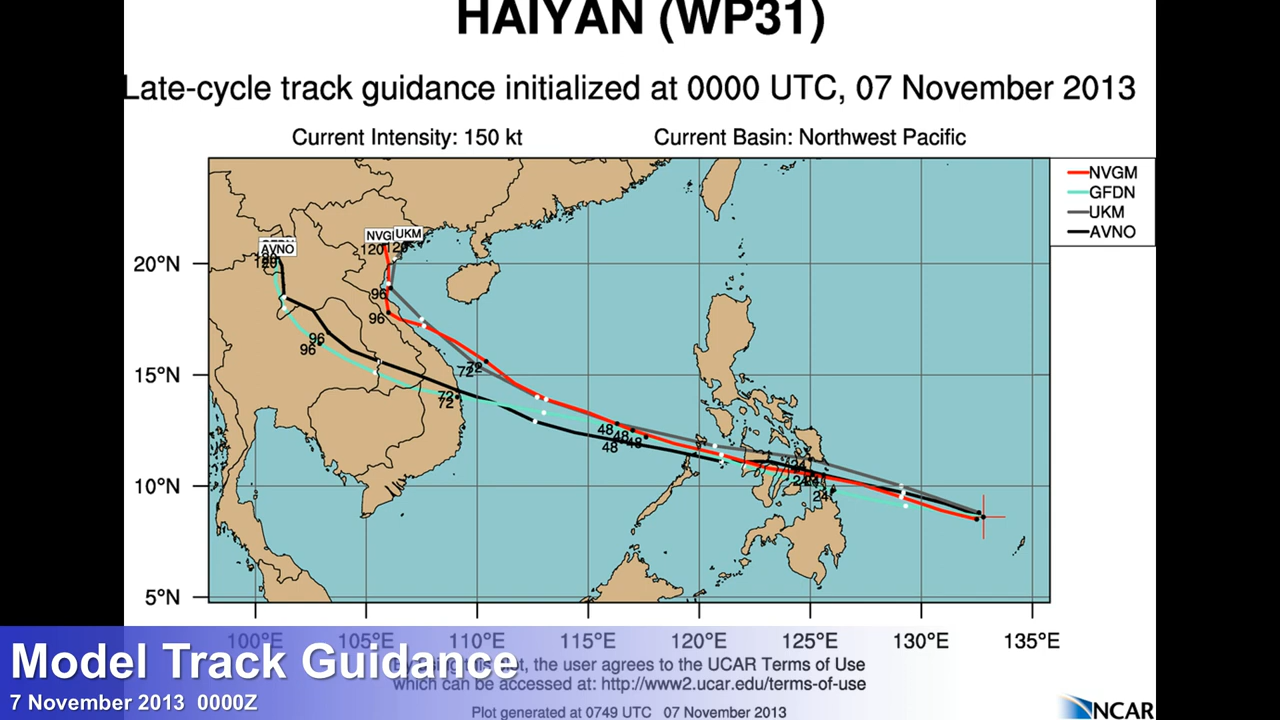 HAIYAN (WP31)
Late-cycle track guidance initialized at 0000 UTC, 07 November 2013
Current Intensity: 150 kt
Current Basin: Northwest Pacific
NVGM
GFDN
UKM
AVNO
AVNO
NVG
UKM
120
120
120
96
96
96
96
72
72
72
72
48
48
48
48
24
24
24
24
20°N
15°N
10°N
5°N
100°E 105°E 110°E 115°E 120°E 125°E 130°E 135°E
Model Track Guidance
7 November 2013 0000Z
the user agrees to the UCAR Terms of Use
which can be accessed at: http://www2.ucar.edu/terms-of-use
Plot generated at 0749 UTC 07 November 2013
NCAR